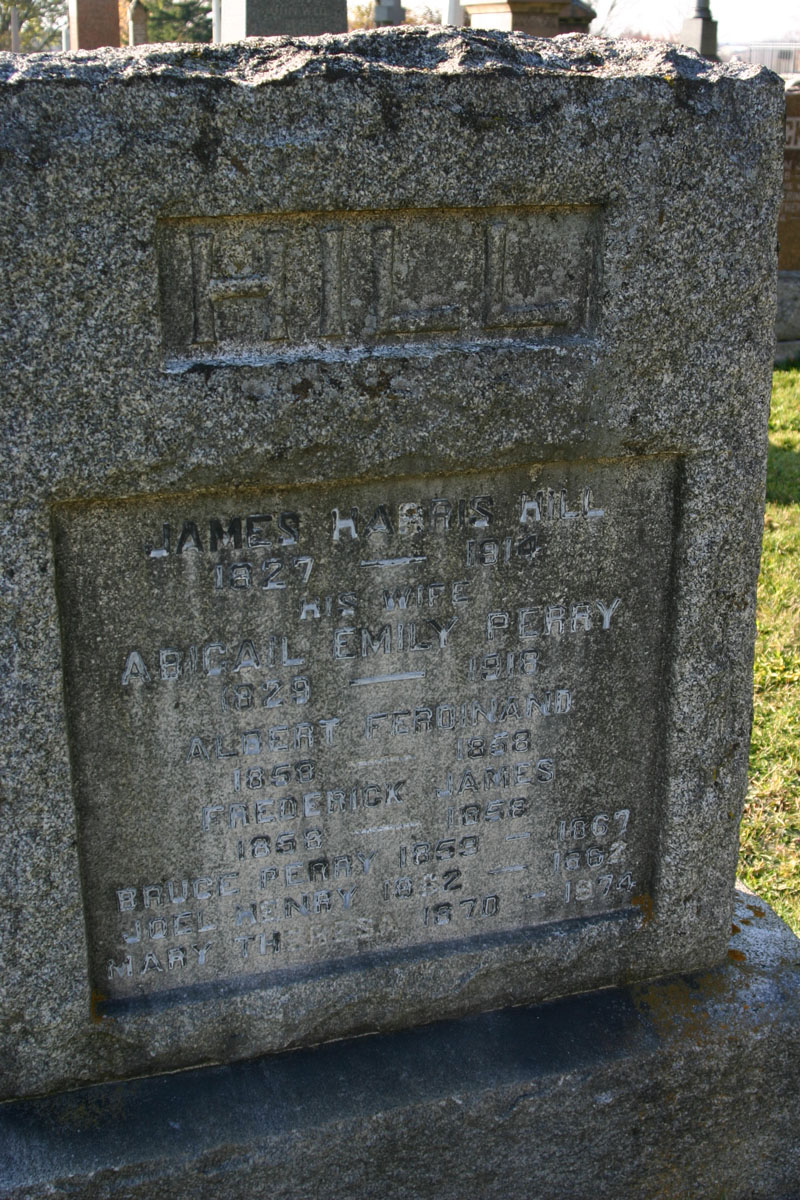 HILL
JAMES HARRIS HILL
1827 — 1914
HIS WIFE
ABIGAIL EMILY PERRY
1829 — 1918
ALBERT FERDINAND
1858 — 1858
FREDERICK JAMES
1858 — 1858
BRUCE PERRY 1859 — 1867
JOEL HENRY 1862 — 1862
MARY THERESA 1870 — 1874